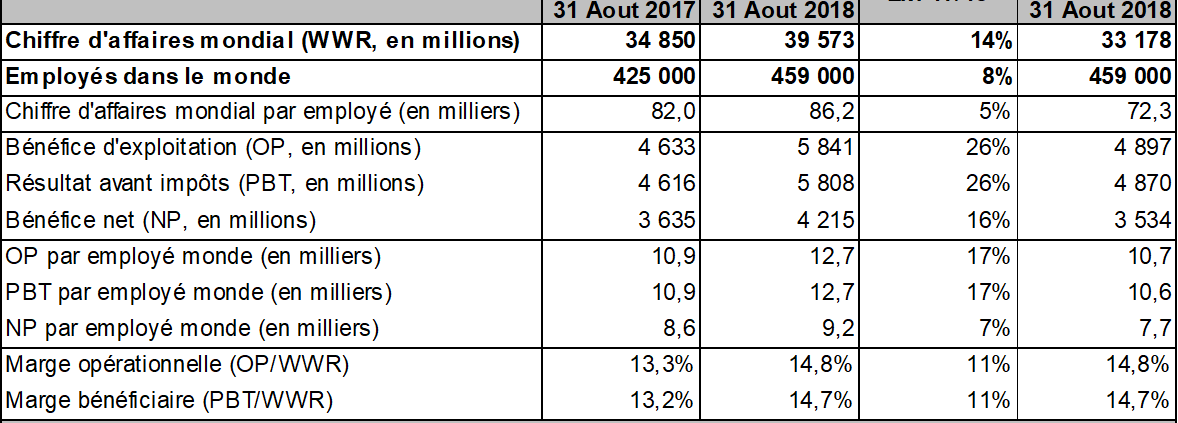 31 Aout 2017 31 Aout 2018 31 Aout 2018
Chiffre d'affaires mondial (WWR, en millions) 34 850 39 573 14% 33 178
Employés dans le monde 425 000 459 000 8% 459 000
Chiffre d'affaires mondial par employé (en milliers) 82,0 86,2 5% 72,3
Bénéfice d'exploitation (OP, en millions) 4 633 5 841 26% 4 897
Résultat avant impôts (PBT, en millions) 4 616 5 808 26% 4 870
Bénéfice net (NP, en millions) 3 635 4 215 16% 3 534
OP par employé monde (en milliers) 10,9 12,7 17% 10,7
PBT par employé monde (en milliers) 10,9 12,7 17% 10,6
NP par employé monde (en milliers) 8,6 9,2 7% 7,7
Marge opérationnelle (OP/WWR) 13,3% 14,8% 11% 14,8%
Marge bénéficiaire (PBT/WWR) 13,2% 14,7% 11% 14,7%